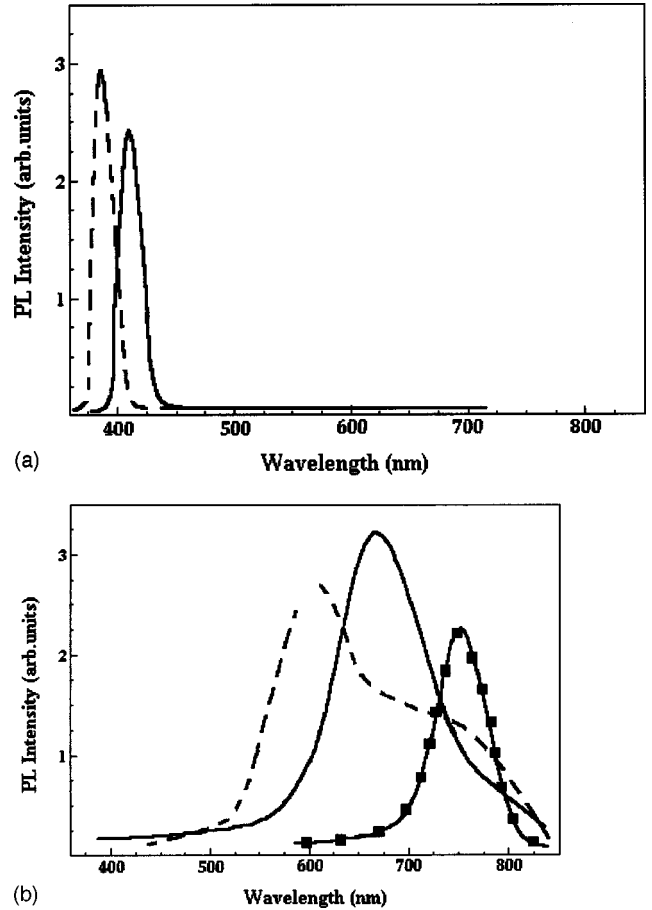 PL Intensity (arb.units)
3
2
1
400 500 600 700 800
(a)
Wavelength (nm)
PL Intensity (arb.units)
3
2
1
400 500 600 700 800
(b)
Wavelength (nm)